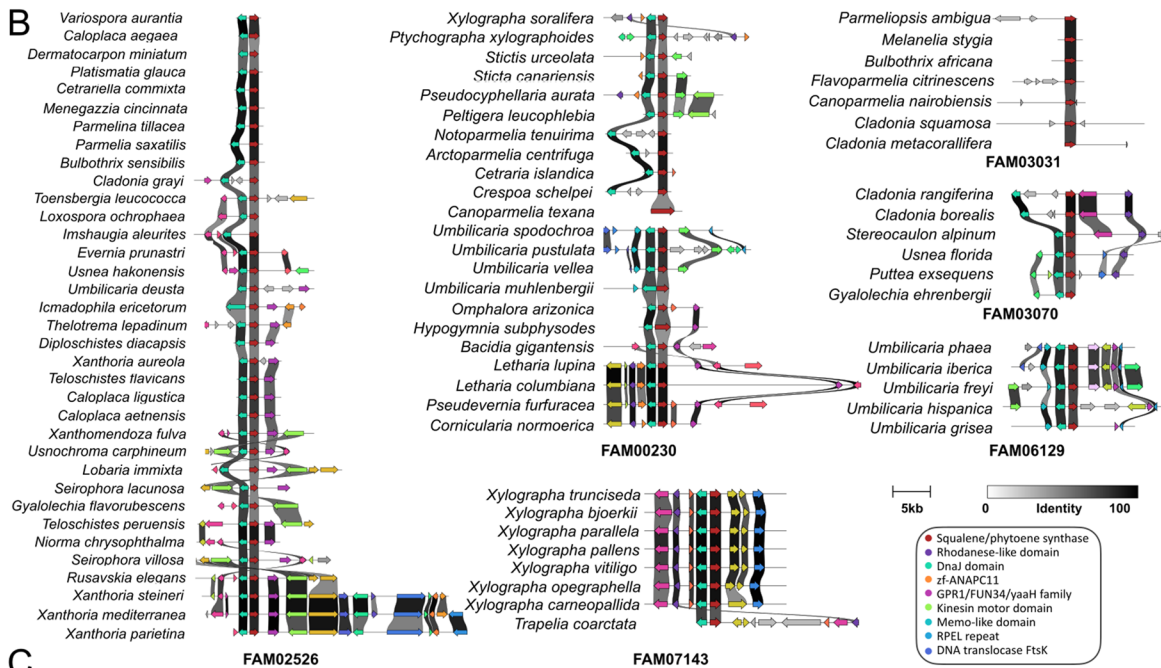 B
Variospora aurantia
Caloplaca aegaea
Dermatocarpon miniatum
Platismatia glauca
Cetrariella commixta
Menegazzia cincinnata
Parmelina tillacea
Parmelia saxatilis
Bulbothrix sensibilis
Cladonia grayi
Toensbergia leucococca
Loxospora ochrophaea
Imshaugia aleurites
Evernia prunastri
Usnea hakonensis
Umbilicaria deusta
Icmadophila ericetorum
Thelotrema lepadinum
Diploschistes diacapsis
Xanthoria aureola
Teloschistes flavicans
Caloplaca ligustica
Caloplaca aetnensis
Xanthomendoza fulva
Usnochroma carphineum
Lobaria immixta
Seirophora lacunosa
Gyalolechia flavorubescens
Teloschistes peruensis
Niorma chrysophthalma
Seirophora villosa
Rusavskia elegans
Xanthoria steineri
Xanthoria mediterranea
Xanthoria parietina
FAM02526
Xylographa soralifera
Ptychographa xylographoides
Stictis urceolata
Sticta canariensis
Pseudocyphellaria aurata
Peltigera leucophlebia
Notoparmelia tenuirima
Arctoparmelia centrifuga
Cetraria islandica
Crespoa schelpei
Canoparmelia texana
Umbilicaria spodochroa
Umbilicaria pustulata
Umbilicaria vellea
Umbilicaria muhlenbergii
Omphalora arizonica
Hypogymnia subphysodes
Bacidia gigantensis
Letharia lupina
Letharia columbiana
Pseudevernia furfuracea
Cornicularia normoerica
FAM00230
Xylographa trunciseda
Xylographa bjoerkii
Xylographa parallela
Xylographa pallens
Xylographa vitiligo
Xylographa opegraphella
Xylographa carneopallida
Trapelia coarctata
FAM07143
Parmeliopsis ambigua
Melanelia stygia
Bulbothrix africana
Flavoparmelia citrinescens
Canoparmelia nairobiensis
Cladonia squamosa
Cladonia metacorallifera
FAM03031
Cladonia rangiferina
Cladonia borealis
Stereocaulon alpinum
Usnea florida
Puttea exsequens
Gyalolechia ehrenbergii
FAM03070
Umbilicaria phaea
Umbilicaria iberica
Umbilicaria freyi
Umbilicaria hispanica
Umbilicaria grisea
FAM06129
5kb
0 Identity 100
Squalene/phytoene synthase
Rhodanese-like domain
DnaJ domain
zf-ANAPC11
GPR1/FUN34/yaaH family
Kinesin motor domain
Memo-like domain
RPEL repeat
DNA translocase FtsK
C